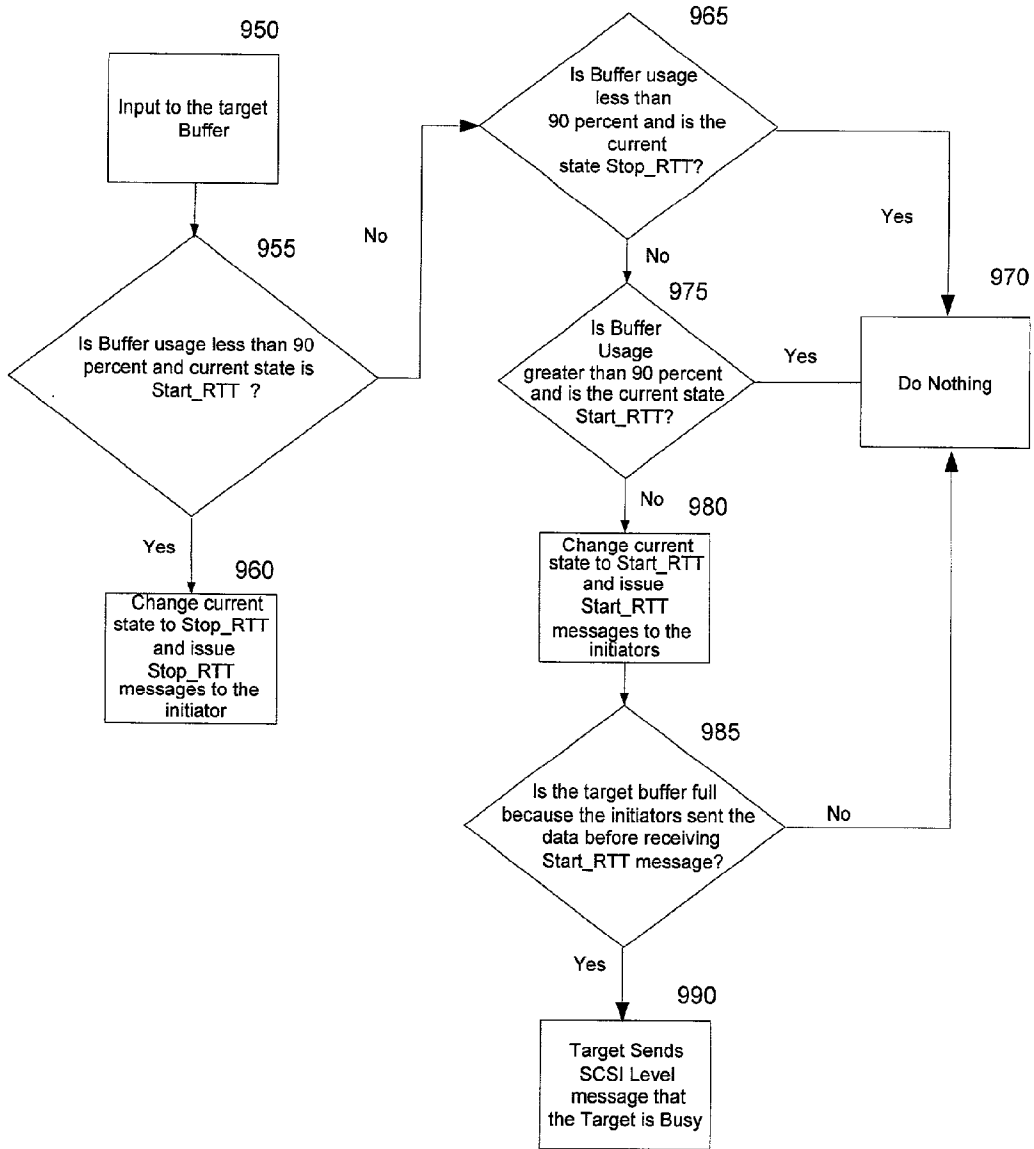 950
Input to the target
Buffer
955
Is Buffer usage less than 90
percent and current state is
Start_RTT ?
Yes
960
Change current
state to Stop_RTT
and issue
Stop_RTT
messages to the
initiator
No
965
Is Buffer usage
less than
90 percent and is the
current
state Stop_RTT?
Yes
No
970
Do Nothing
975
Is Buffer
Usage
greater than 90 percent
and is the current state
Start_RTT?
Yes
No
980
Change current
state to Start_RTT
and issue
Start_RTT
messages to the
initiators
985
Is the target buffer full
because the initiators sent the
data before receiving
Start_RTT message?
No
Yes
990
Target Sends
SCSI Level
message that
the Target is Busy